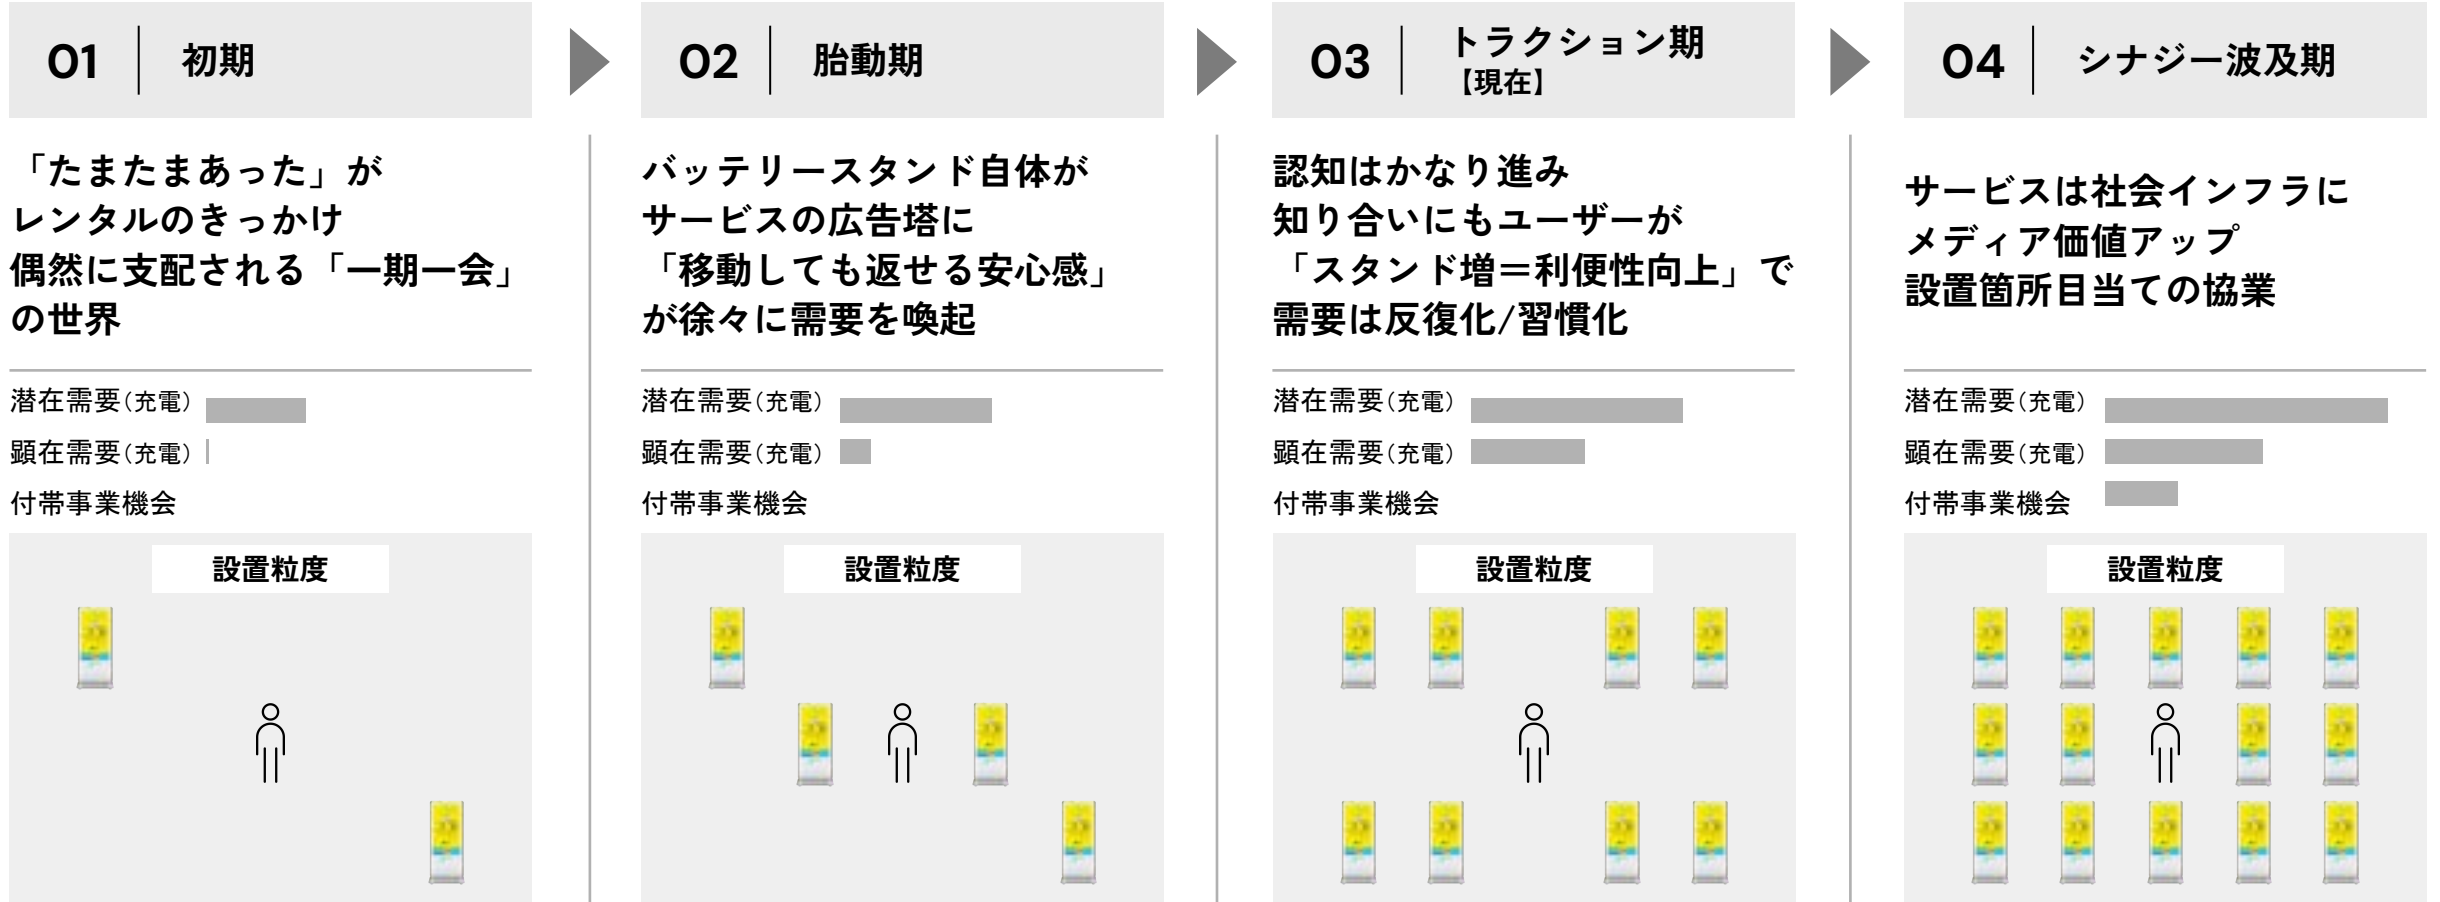 01
初期
「たまたまあった」が
レンタルのきっかけ
偶然に支配される「一期一会」
の世界
潜在需要(充電)
顕在需要(充電)
付帯事業機会
設置粒度
02
胎動期
バッテリースタンド自体が
サービスの広告塔に
「移動しても返せる安心感」
が徐々に需要を喚起
潜在需要(充電)
顕在需要(充電)
付帯事業機会
設置粒度
03
トラクション期
【現在】
認知はかなり進み
知り合いにもユーザーが
「スタンド増＝利便性向上」で
需要は反復化/習慣化
潜在需要(充電)
顕在需要(充電)
付帯事業機会
設置粒度
04
シナジー波及期
サービスは社会インフラに
メディア価値アップ
設置箇所目当ての協業
潜在需要(充電)
顕在需要(充電)
付帯事業機会
設置粒度